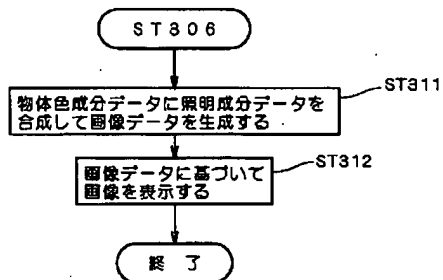 ST306
物体色成分データに照明成分データを
合成して画像データを生成する
ST311
画像データに基づいて
画像を表示する
ST312
終了